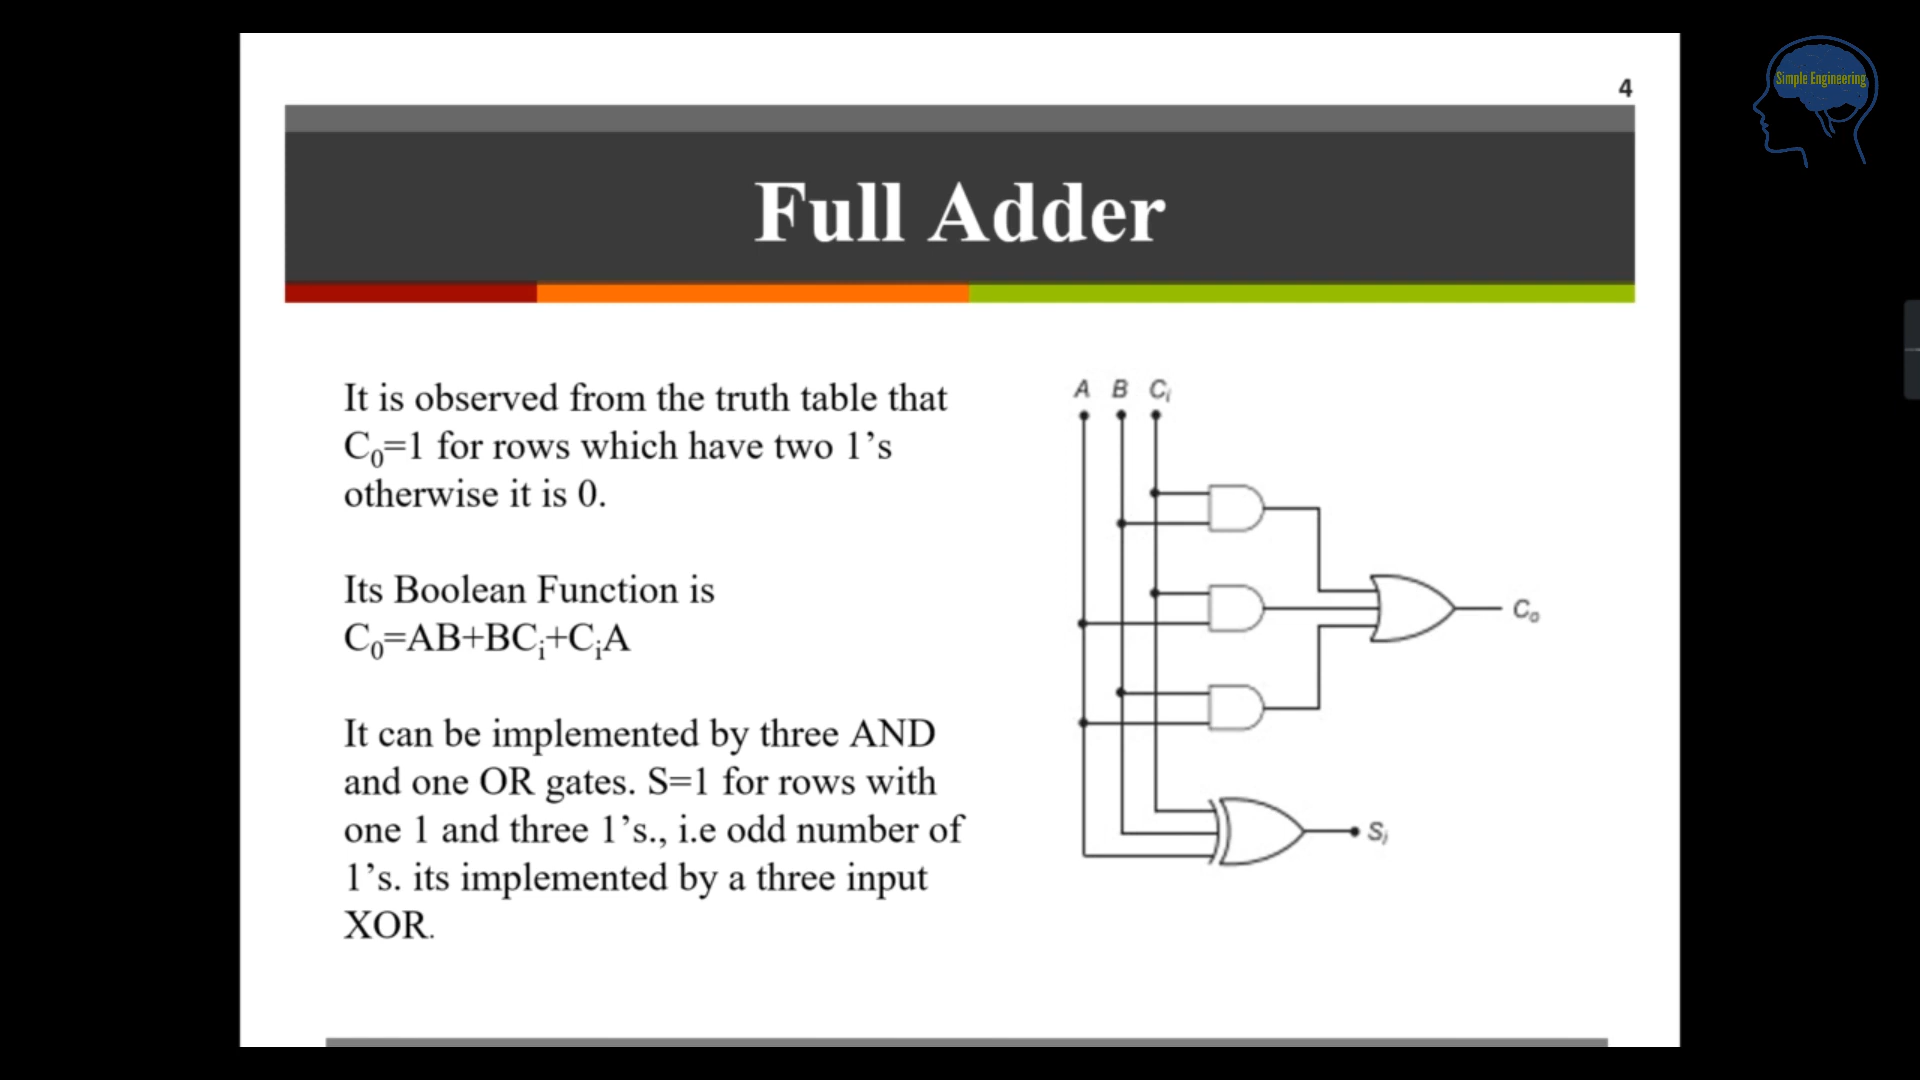 Simple Engineering
4
Full Adder
It is observed from the truth table that
C₀=1 for rows which have two 1’s
otherwise it is 0.
Its Boolean Function is
C₀=AB+BCᵢ+CᵢA
It can be implemented by three AND
and one OR gates. S=1 for rows with
one 1 and three 1’s., i.e odd number of
1’s. its implemented by a three input
XOR.
A B Cᵢ
Cₒ
Sᵢ